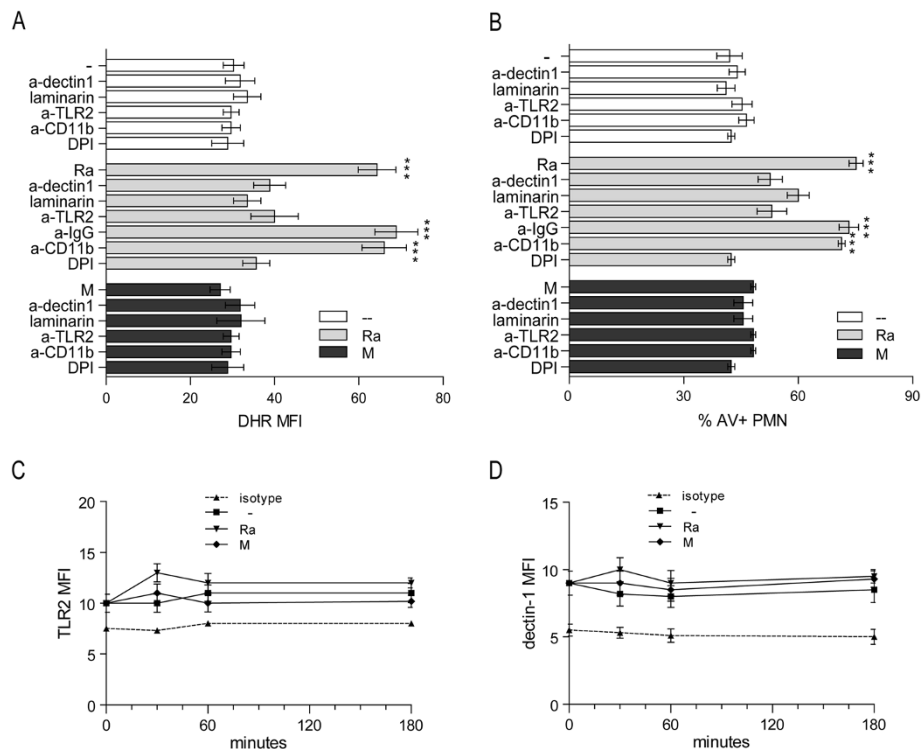 A
-
a-dectin1
laminarin
a-TLR2
a-CD11b
DPI
Ra
***
a-dectin1
laminarin
a-TLR2
a-IgG
***
a-CD11b
***
DPI
M
a-dectin1
laminarin
a-TLR2
a-CD11b
DPI
--
Ra
M
0 20 40 60 80
DHR MFI
B
-
a-dectin1
laminarin
a-TLR2
a-CD11b
DPI
Ra
***
a-dectin1
laminarin
a-TLR2
a-IgG
***
a-CD11b
***
DPI
M
a-dectin1
laminarin
a-TLR2
a-CD11b
DPI
--
Ra
M
0 30 60 90
% AV+ PMN
C
isotype
-
Ra
M
20
15
10
5
0
TLR2 MFI
0 60 120 180
minutes
D
isotype
-
Ra
M
15
10
5
0
dectin-1 MFI
0 60 120 180
minutes